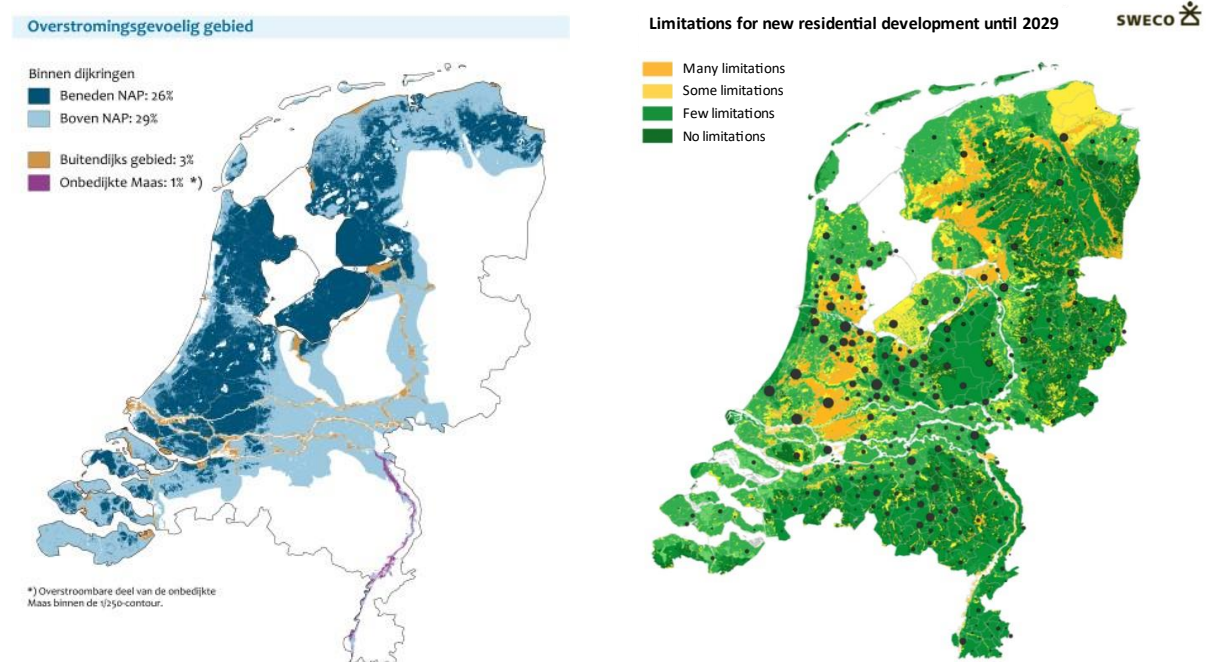 Overstromingsgevoelig gebied
Binnen dijkringen
Beneden NAP: 26%
Boven NAP: 29%
Buitendijks gebied: 3%
Onbedijkte Maas: 1% *)
*) Overstroombare deel van de onbedijkte
Maas binnen de 1/250-contour.
Limitations for new residential development until 2029
SWECO
Many limitations
Some limitations
Few limitations
No limitations